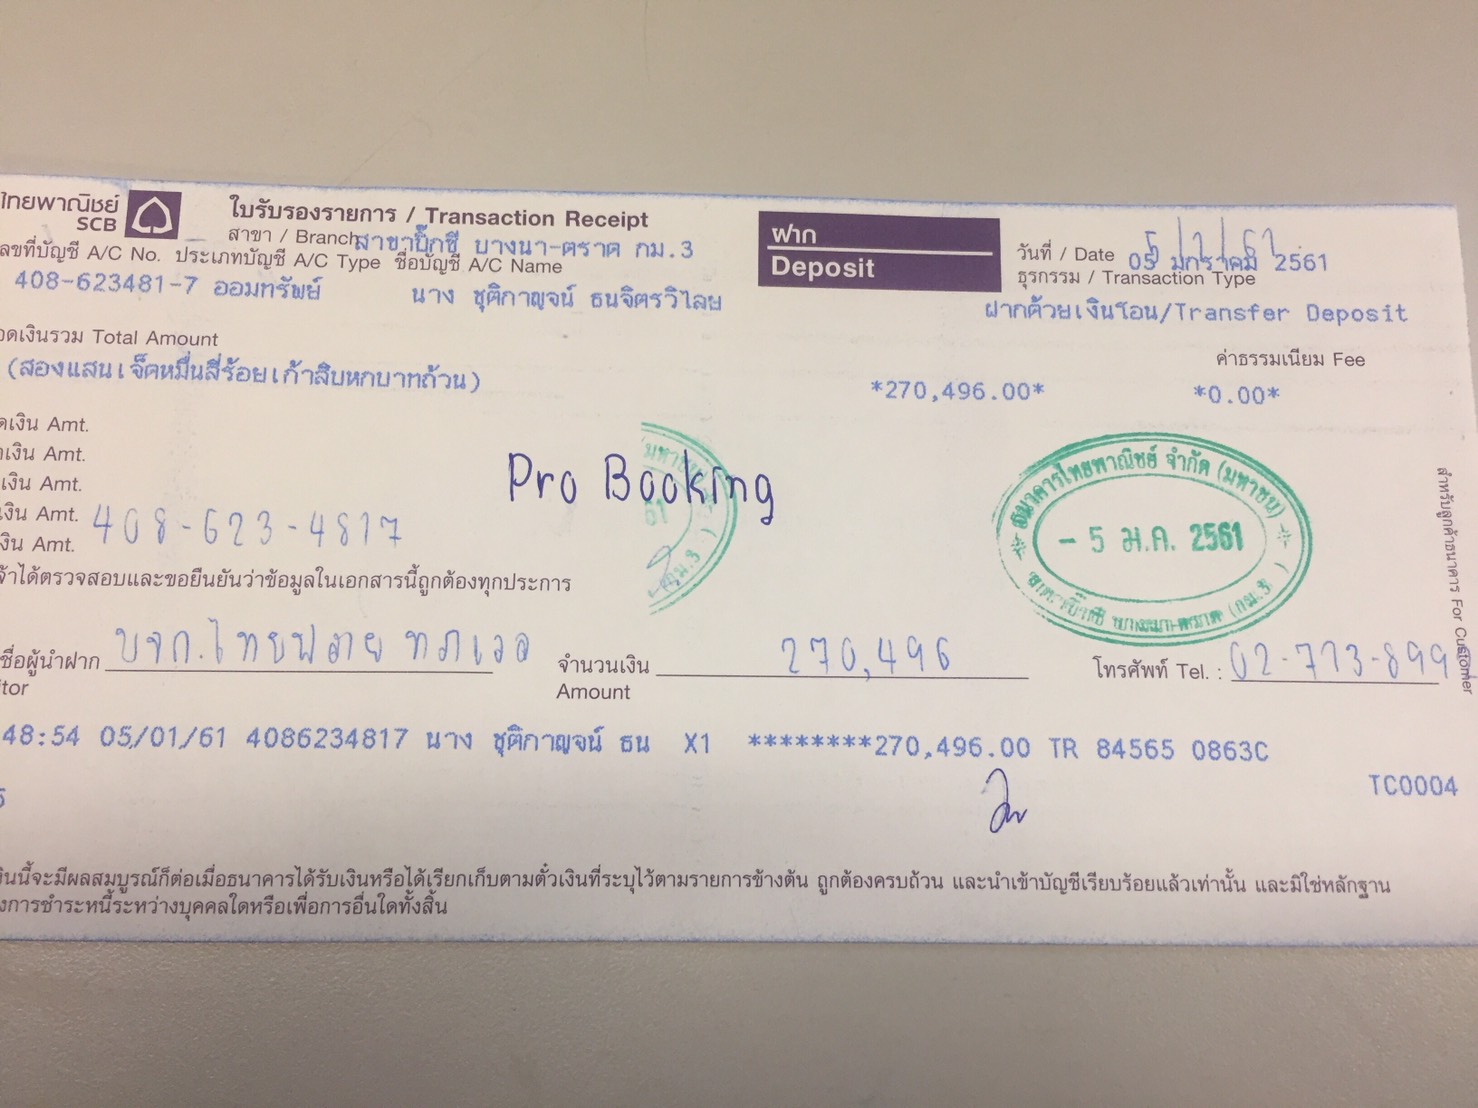 ไทยพาณิชย์
SCB
ใบรับรองรายการ / Transaction Receipt
สาขา / Branch สาขาบิ๊กซี บางนา-ตราด กม.3
ฝาก
Deposit
วันที่ / Date 05 มกราคม 2561
5/1/61
ลขที่บัญชี A/C No. ประเภทบัญชี A/C Type ชื่อบัญชี A/C Name
ธุรกรรม / Transaction Type
408-623481-7 ออมทรัพย์ นาง ชุติกาญจน์ ธนจิตรวิไลย
ฝากด้วยเงินโอน/Transfer Deposit
อดเงินรวม Total Amount
ค่าธรรมเนียม Fee
(สองแสนเจ็ดหมื่นสี่ร้อยเก้าสิบหกบาทถ้วน)
*270,496.00* *0.00*
ดเงิน Amt.
เงิน Amt.
เงิน Amt.
เงิน Amt.
งิน Amt.
408-623-4817
Pro Booking
(มหาชน)
61
กม.3)
ธนาคารไทยพาณิชย์ จำกัด (มหาชน)
- 5 ม.ค. 2561
สาขาบิ๊กซี บางนา-ตราด (กม.3)
สำหรับลูกค้าธนาคาร For Customer
จ้าได้ตรวจสอบและขอยืนยันว่าข้อมูลในเอกสารนี้ถูกต้องทุกประการ
ชื่อผู้นำฝาก บจก.ไทยฟลาย ทภเวล
จำนวนเงิน 270,496
โทรศัพท์ Tel. : 02-773-899
itor
Amount
48:54 05/01/61 4086234817 นาง ชุติกาญจน์ ธน X1 ********270,496.00 TR 84565 0863C
5
TC0004
งินนี้จะมีผลสมบูรณ์ก็ต่อเมื่อธนาคารได้รับเงินหรือได้เรียกเก็บตามตั๋วเงินที่ระบุไว้ตามรายการข้างต้น ถูกต้องครบถ้วน และนำเข้าบัญชีเรียบร้อยแล้วเท่านั้น และมิใช่หลักฐาน
งการชำระหนี้ระหว่างบุคคลใดหรือเพื่อการอื่นใดทั้งสิ้น